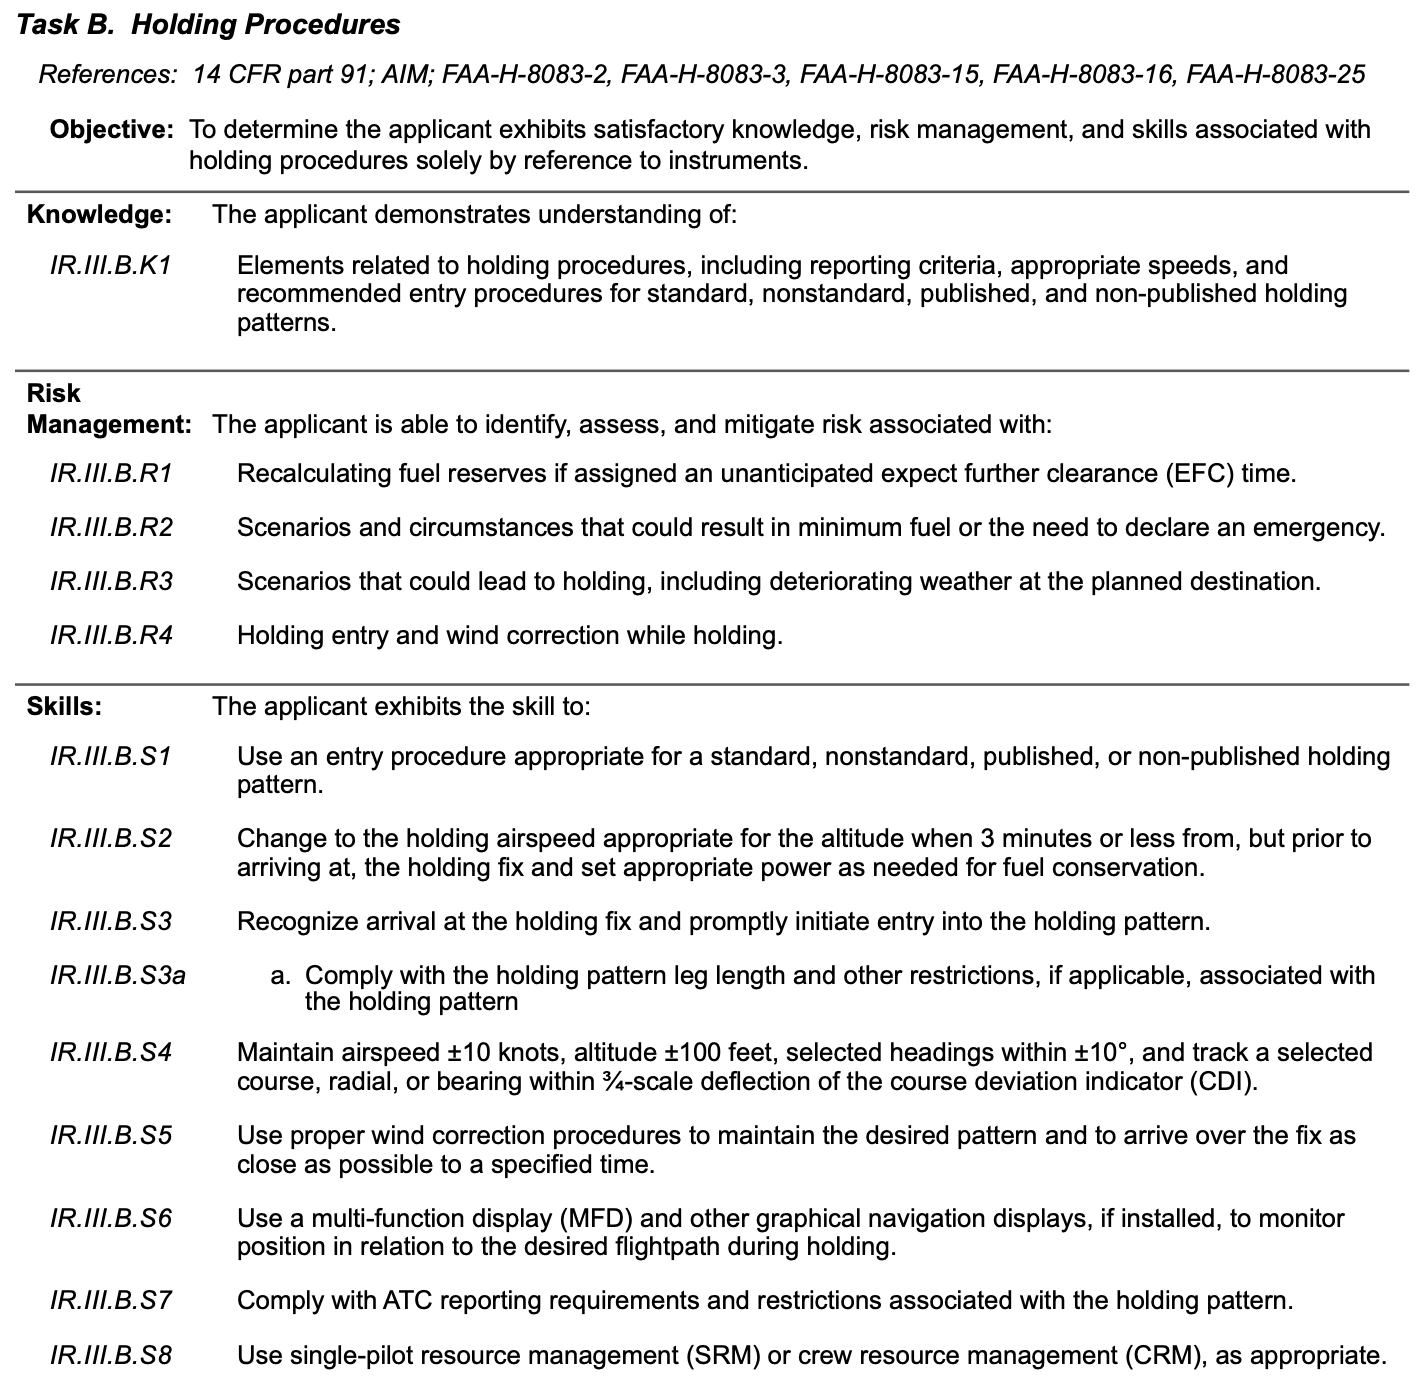 Task B.  Holding Procedures
References:  14 CFR part 91; AIM; FAA-H-8083-2, FAA-H-8083-3, FAA-H-8083-15, FAA-H-8083-16, FAA-H-8083-25
Objective: To determine the applicant exhibits satisfactory knowledge, risk management, and skills associated with
holding procedures solely by reference to instruments.
Knowledge: The applicant demonstrates understanding of:
IR.III.B.K1 Elements related to holding procedures, including reporting criteria, appropriate speeds, and
recommended entry procedures for standard, nonstandard, published, and non-published holding
patterns.
Risk
Management: The applicant is able to identify, assess, and mitigate risk associated with:
IR.III.B.R1 Recalculating fuel reserves if assigned an unanticipated expect further clearance (EFC) time.
IR.III.B.R2 Scenarios and circumstances that could result in minimum fuel or the need to declare an emergency.
IR.III.B.R3 Scenarios that could lead to holding, including deteriorating weather at the planned destination.
IR.III.B.R4 Holding entry and wind correction while holding.
Skills: The applicant exhibits the skill to:
IR.III.B.S1 Use an entry procedure appropriate for a standard, nonstandard, published, or non-published holding
pattern.
IR.III.B.S2 Change to the holding airspeed appropriate for the altitude when 3 minutes or less from, but prior to
arriving at, the holding fix and set appropriate power as needed for fuel conservation.
IR.III.B.S3 Recognize arrival at the holding fix and promptly initiate entry into the holding pattern.
IR.III.B.S3a a. Comply with the holding pattern leg length and other restrictions, if applicable, associated with
the holding pattern
IR.III.B.S4 Maintain airspeed ±10 knots, altitude ±100 feet, selected headings within ±10°, and track a selected
course, radial, or bearing within ¾-scale deflection of the course deviation indicator (CDI).
IR.III.B.S5 Use proper wind correction procedures to maintain the desired pattern and to arrive over the fix as
close as possible to a specified time.
IR.III.B.S6 Use a multi-function display (MFD) and other graphical navigation displays, if installed, to monitor
position in relation to the desired flightpath during holding.
IR.III.B.S7 Comply with ATC reporting requirements and restrictions associated with the holding pattern.
IR.III.B.S8 Use single-pilot resource management (SRM) or crew resource management (CRM), as appropriate.